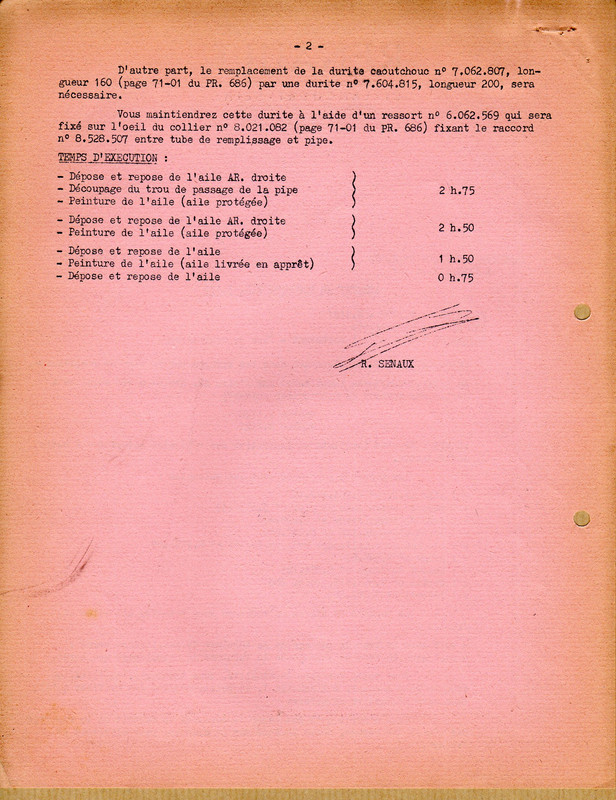 - 2 -
D'autre part, le remplacement de la durite caoutchouc n° 7.062.807, lon-
gueur 160 (page 71-01 du PR. 686) par une durite n° 7.604.815, longueur 200, sera
nécessaire.
Vous maintiendrez cette durite à l'aide d'un ressort n° 6.062.569 qui sera
fixé sur l'oeil du collier n° 8.021.082 (page 71-01 du PR. 686) fixant le raccord
n° 8.528.507 entre tube de remplissage et pipe.
TEMPS D'EXECUTION :
- Dépose et repose de l'aile AR. droite
- Découpage du trou de passage de la pipe } 2 h.75
- Peinture de l'aile (aile protégée)
- Dépose et repose de l'aile AR. droite
- Peinture de l'aile (aile protégée) } 2 h.50
- Dépose et repose de l'aile
- Peinture de l'aile (aile livrée en apprêt) } 1 h.50
- Dépose et repose de l'aile 0 h.75
R. SENAUX